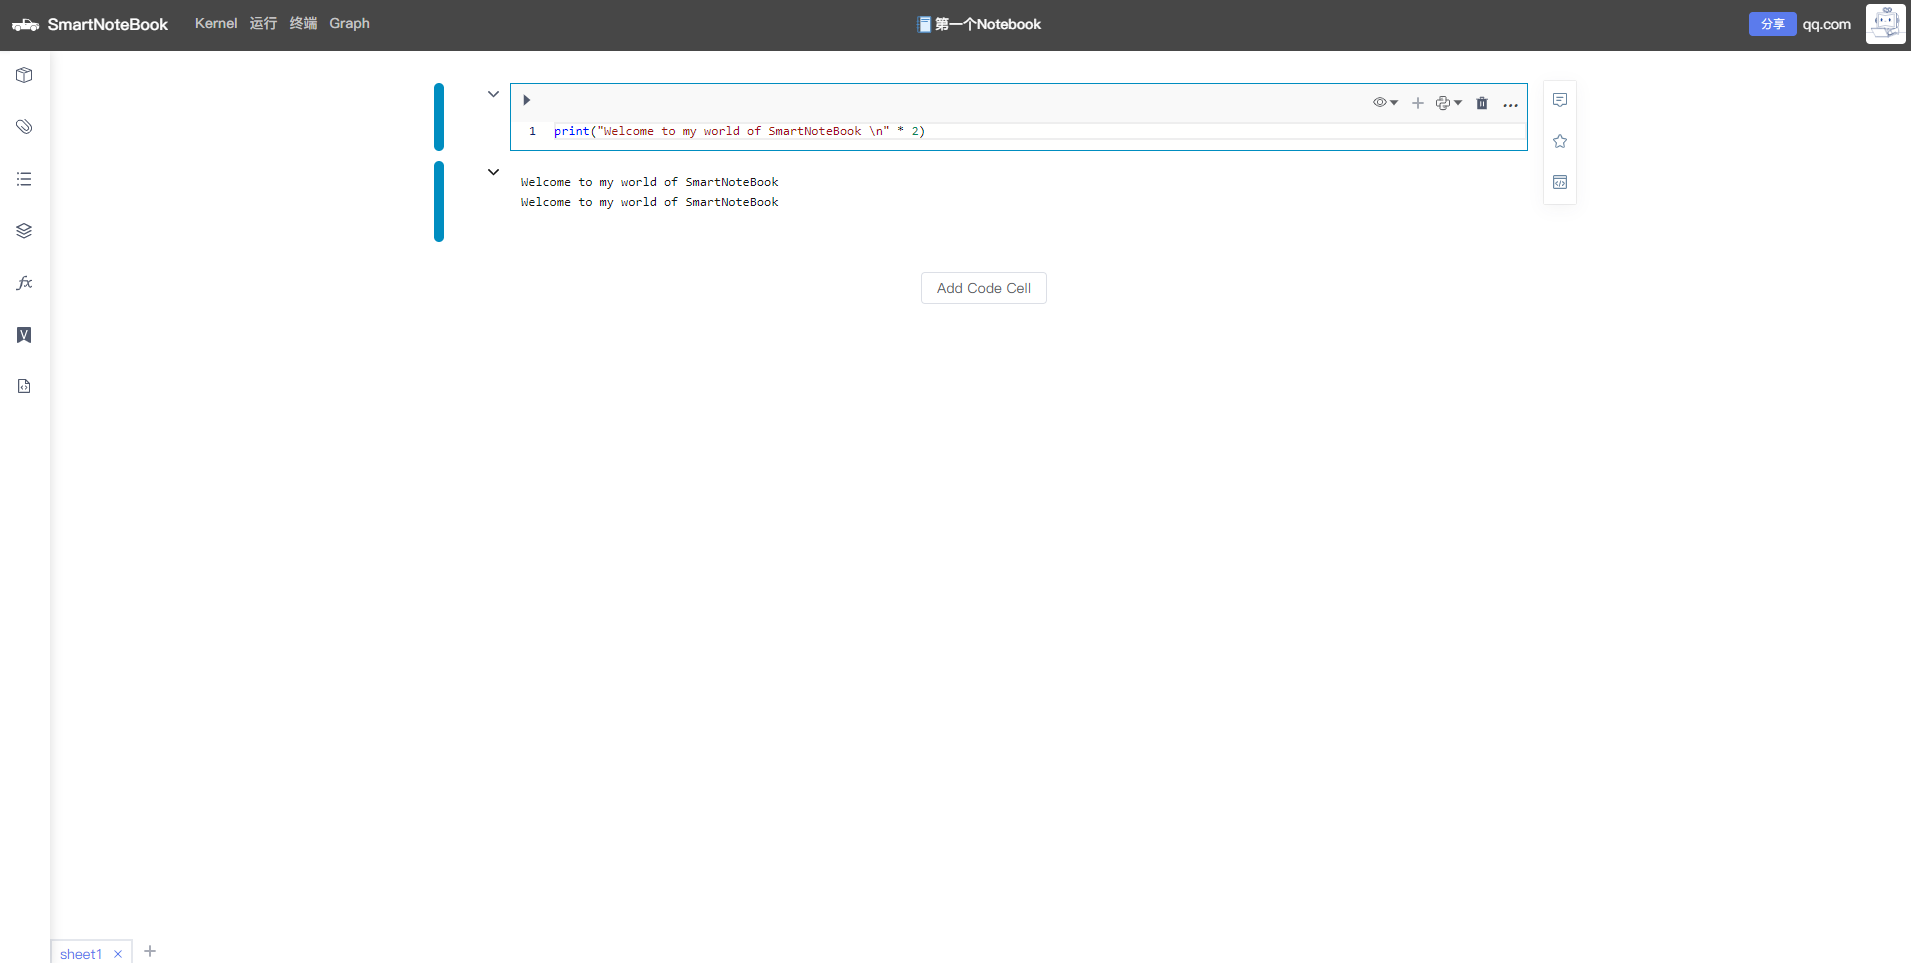 SmartNoteBook Kernel 运行 终端 Graph 第一个Notebook 分享 qq.com
1 print("Welcome to my world of SmartNoteBook \n" * 2)
Welcome to my world of SmartNoteBook
Welcome to my world of SmartNoteBook
Add Code Cell
sheet1